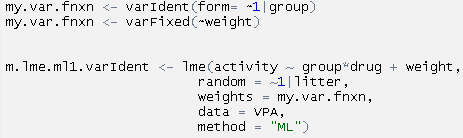 my.var.fnxn <- varIdent(form= ~1|group)
my.var.fnxn <- varFixed(~weight)
m.lme.ml1.varIdent <- lme(activity ~ group*drug + weight,
random = ~1|litter,
weights = my.var.fnxn,
data = VPA,
method = "ML")